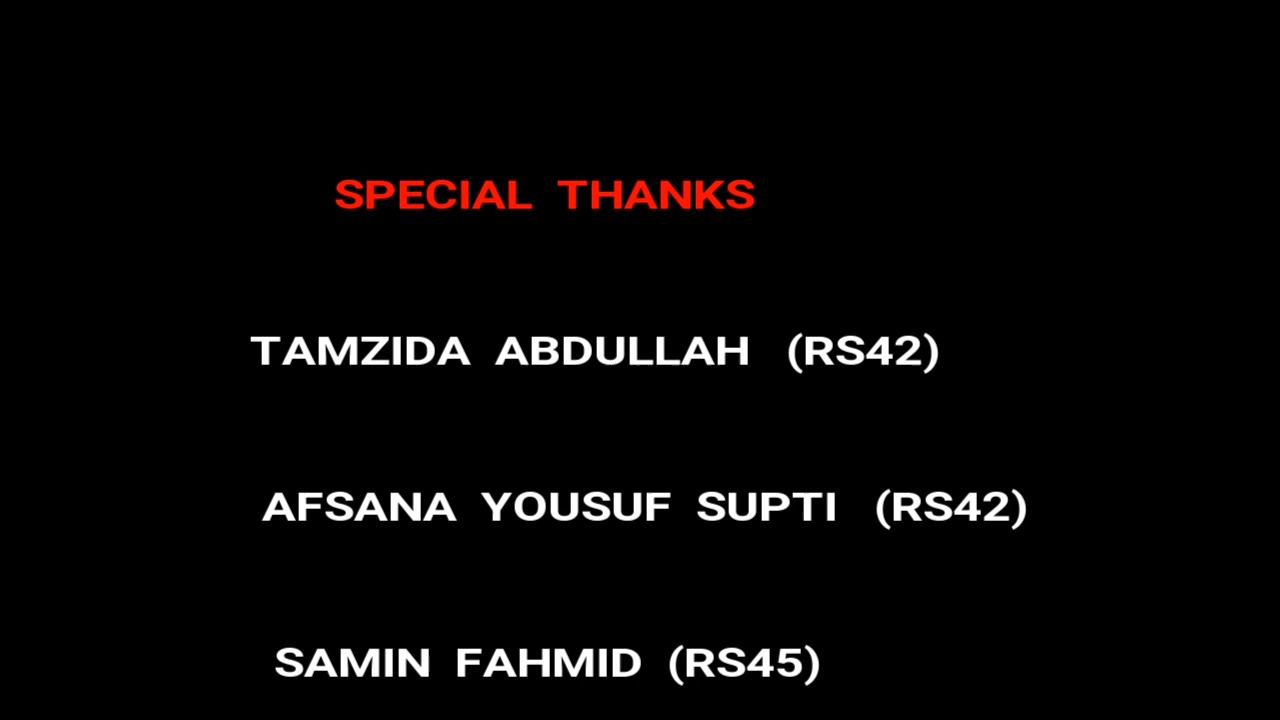 SPECIAL THANKS
TAMZIDA ABDULLAH (RS42)
AFSANA YOUSUF SUPTI (RS42)
SAMIN FAHMID (RS45)